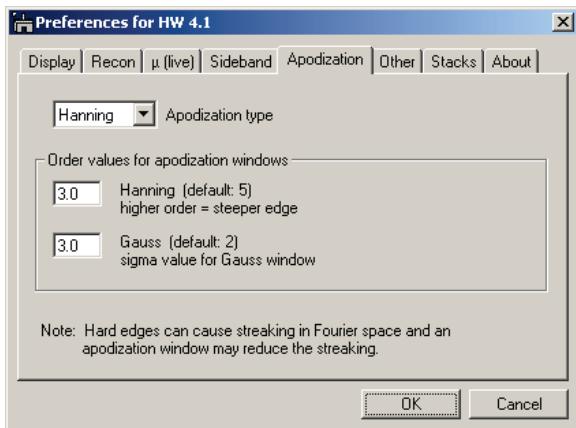 Preferences for HW 4.1
Display Recon μ (live) Sideband Apodization Other Stacks About
Hanning Apodization type
Order values for apodization windows
3.0 Hanning (default: 5)
higher order = steeper edge
3.0 Gauss (default: 2)
sigma value for Gauss window
Note: Hard edges can cause streaking in Fourier space and an
apodization window may reduce the streaking.
OK Cancel